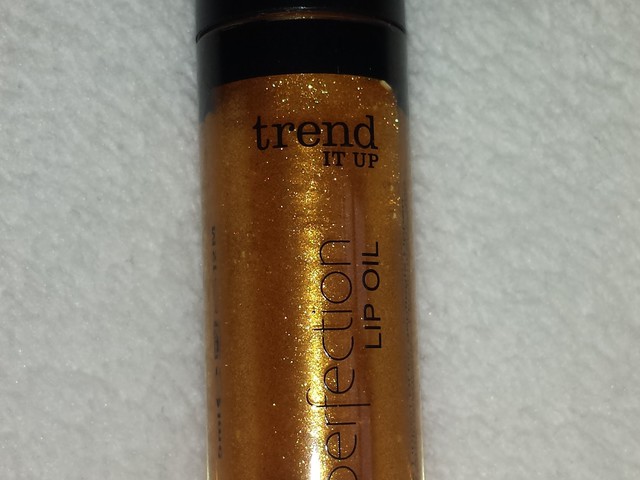 trend
IT UP
perfection
LIP OIL